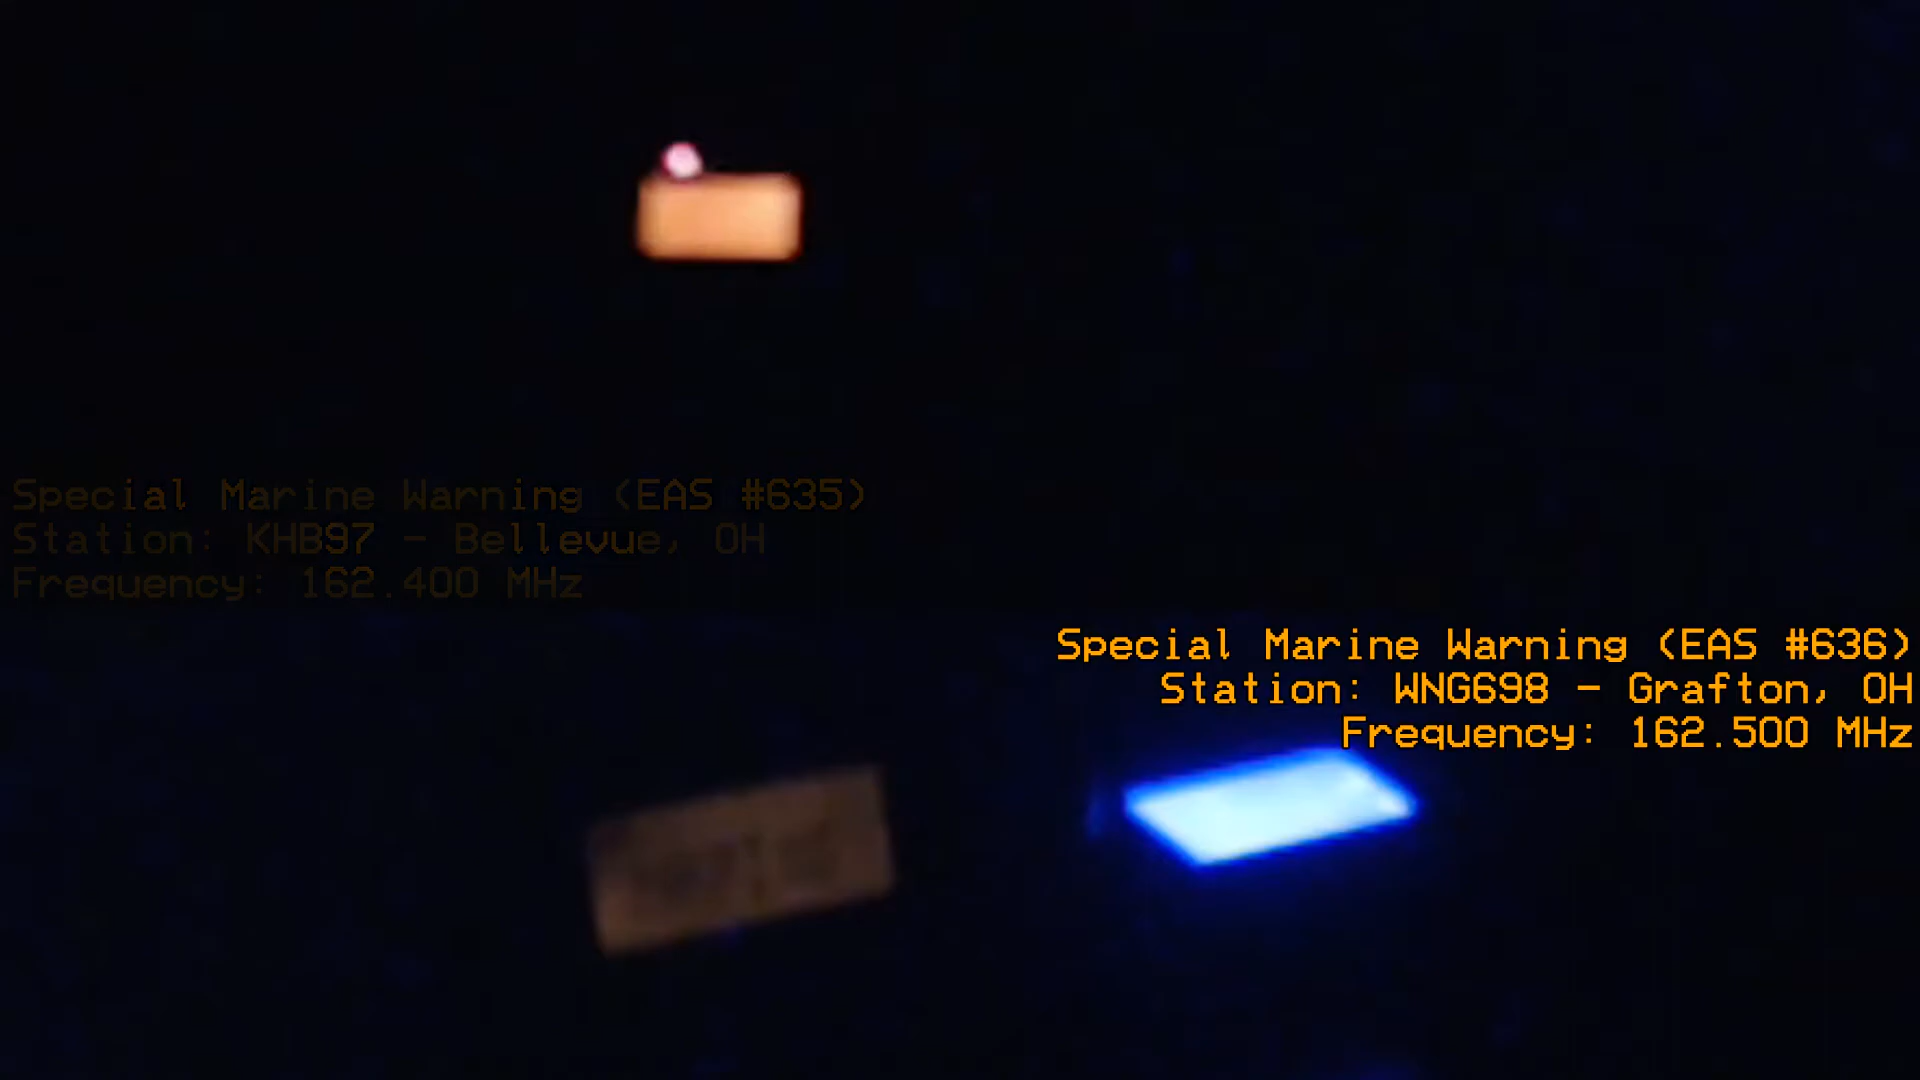 Special Marine Warning (EAS #635)
Station: KHB97 - Bellevue, OH
Frequency: 162.400 MHz
Special Marine Warning (EAS #636)
Station: WNG698 - Grafton, OH
Frequency: 162.500 MHz